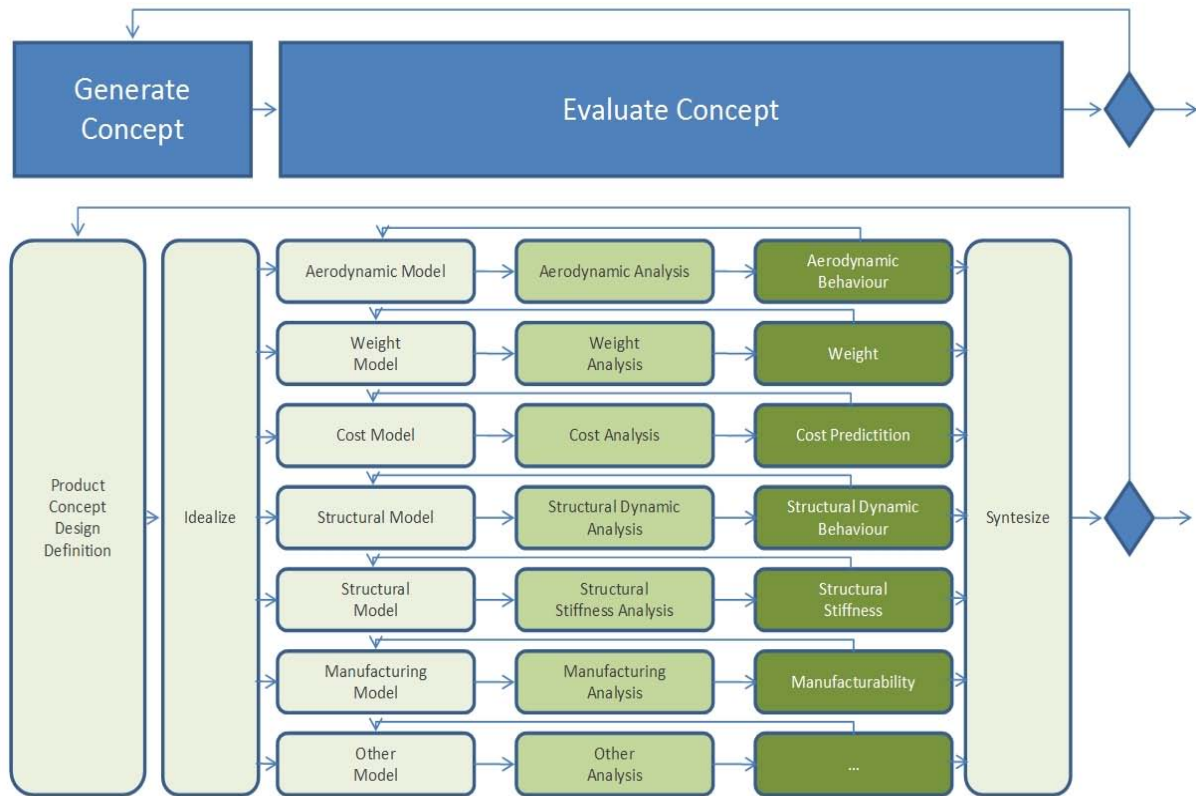 Generate
Concept
Evaluate Concept
Product
Concept
Design
Definition
Idealize
Aerodynamic Model
Aerodynamic Analysis
Aerodynamic
Behaviour
Weight
Model
Weight
Analysis
Weight
Cost Model
Cost Analysis
Cost Predictition
Structural Model
Structural Dynamic
Analysis
Structural Dynamic
Behaviour
Structural
Model
Structural
Stiffness Analysis
Structural
Stiffness
Manufacturing
Model
Manufacturing
Analysis
Manufacturability
Other
Model
Other
Analysis
...
Syntesize